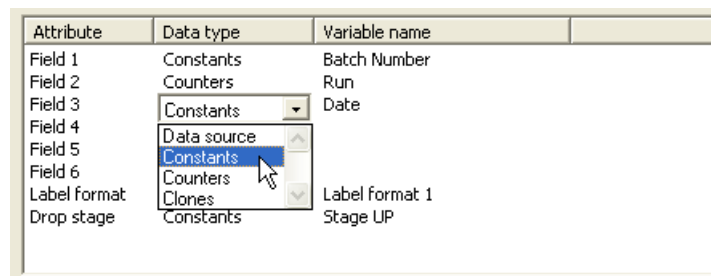 Attribute Data type Variable name
Field 1 Constants Batch Number
Field 2 Counters Run
Field 3 Constants Date
Field 4 Data source
Field 5 Constants
Field 6 Counters
Label format Clones Label format 1
Drop stage Constants Stage UP